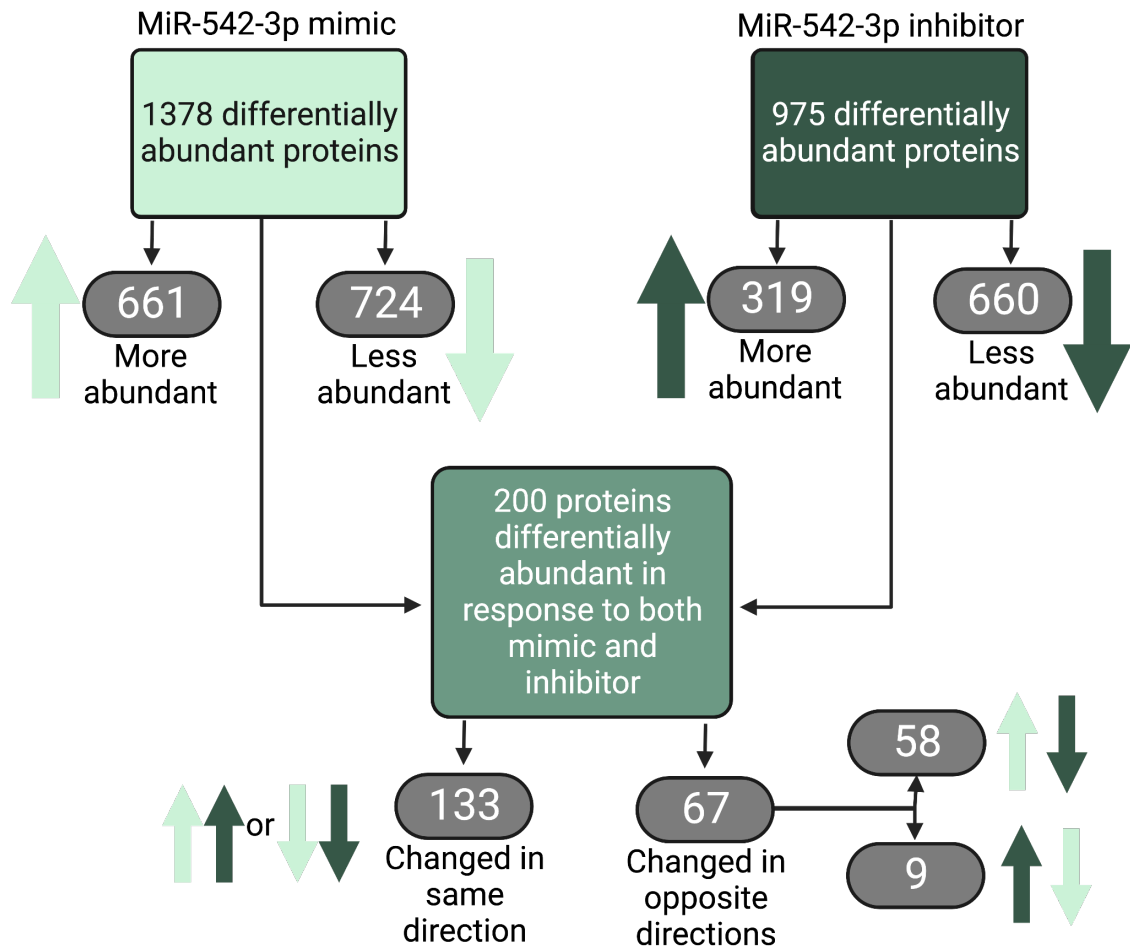 MiR-542-3p mimic
1378 differentially
abundant proteins
661
More
abundant
724
Less
abundant
MiR-542-3p inhibitor
975 differentially
abundant proteins
319
More
abundant
660
Less
abundant
200 proteins
differentially
abundant in
response to both
mimic and
inhibitor
or
133
Changed in
same
direction
67
Changed in
opposite
directions
58
9